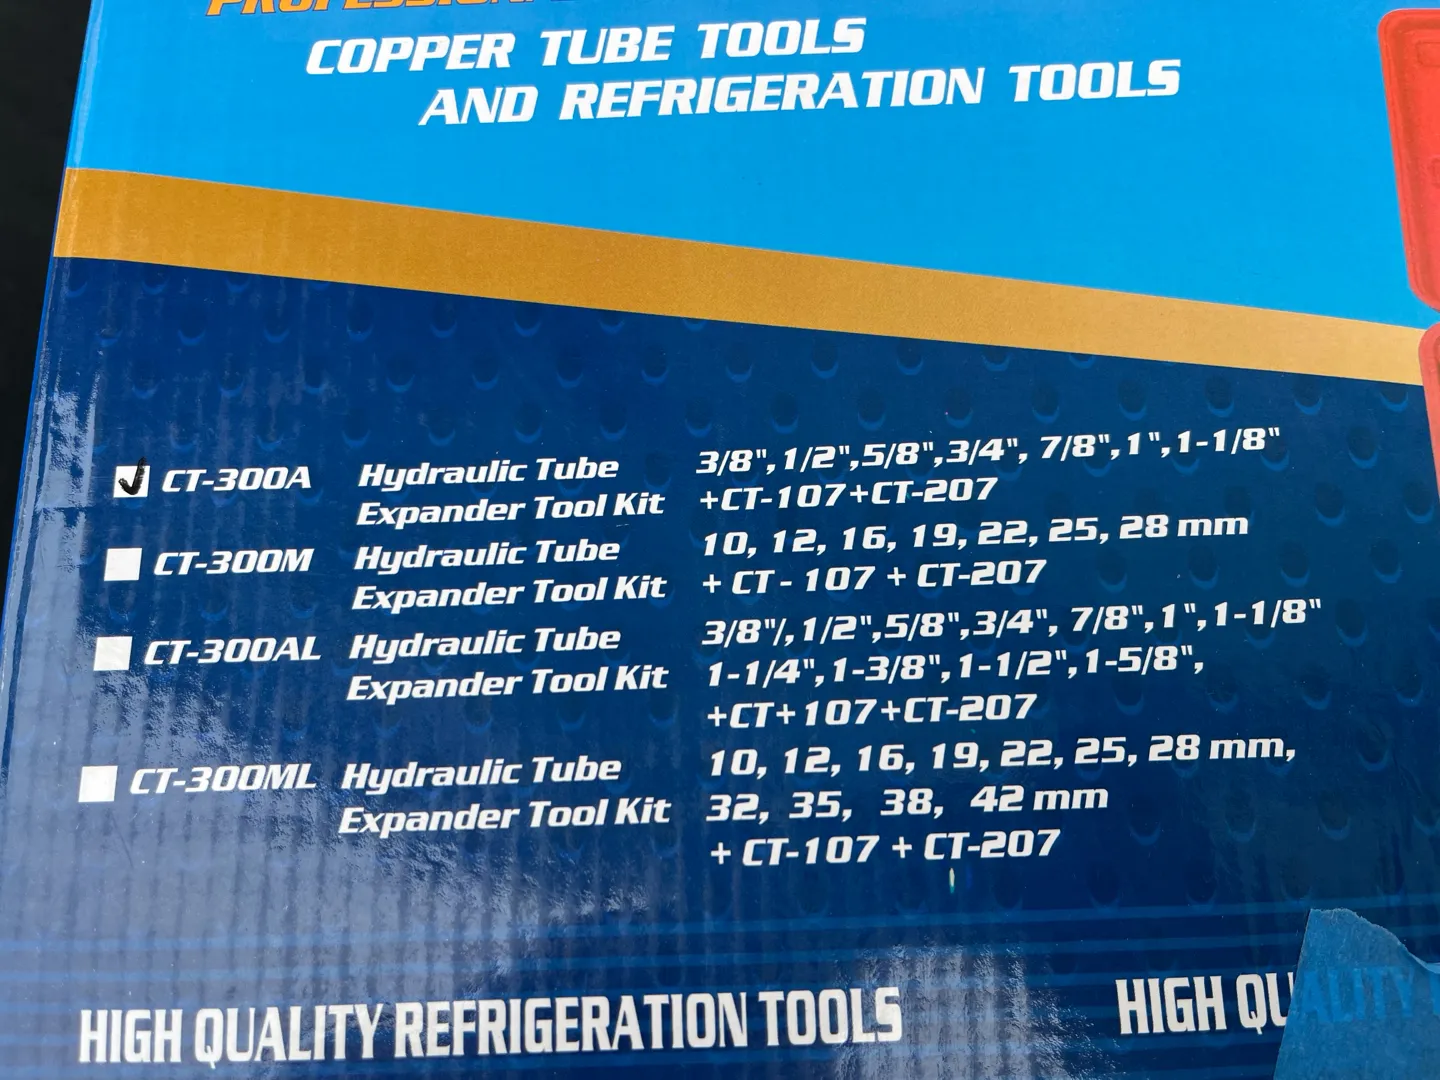 PROFESSIONAL
COPPER TUBE TOOLS
AND REFRIGERATION TOOLS
CT-300A Hydraulic Tube 3/8",1/2",5/8",3/4", 7/8",1",1-1/8"
Expander Tool Kit +CT-107+CT-207
CT-300M Hydraulic Tube 10, 12, 16, 19, 22, 25, 28 mm
Expander Tool Kit + CT - 107 + CT-207
CT-300AL Hydraulic Tube 3/8"/,1/2",5/8",3/4", 7/8",1",1-1/8"
Expander Tool Kit 1-1/4",1-3/8",1-1/2",1-5/8",
+CT+107+CT-207
CT-300ML Hydraulic Tube 10, 12, 16, 19, 22, 25, 28 mm,
Expander Tool Kit 32, 35, 38, 42 mm
+ CT-107 + CT-207
HIGH QUALITY REFRIGERATION TOOLS HIGH QUALITY